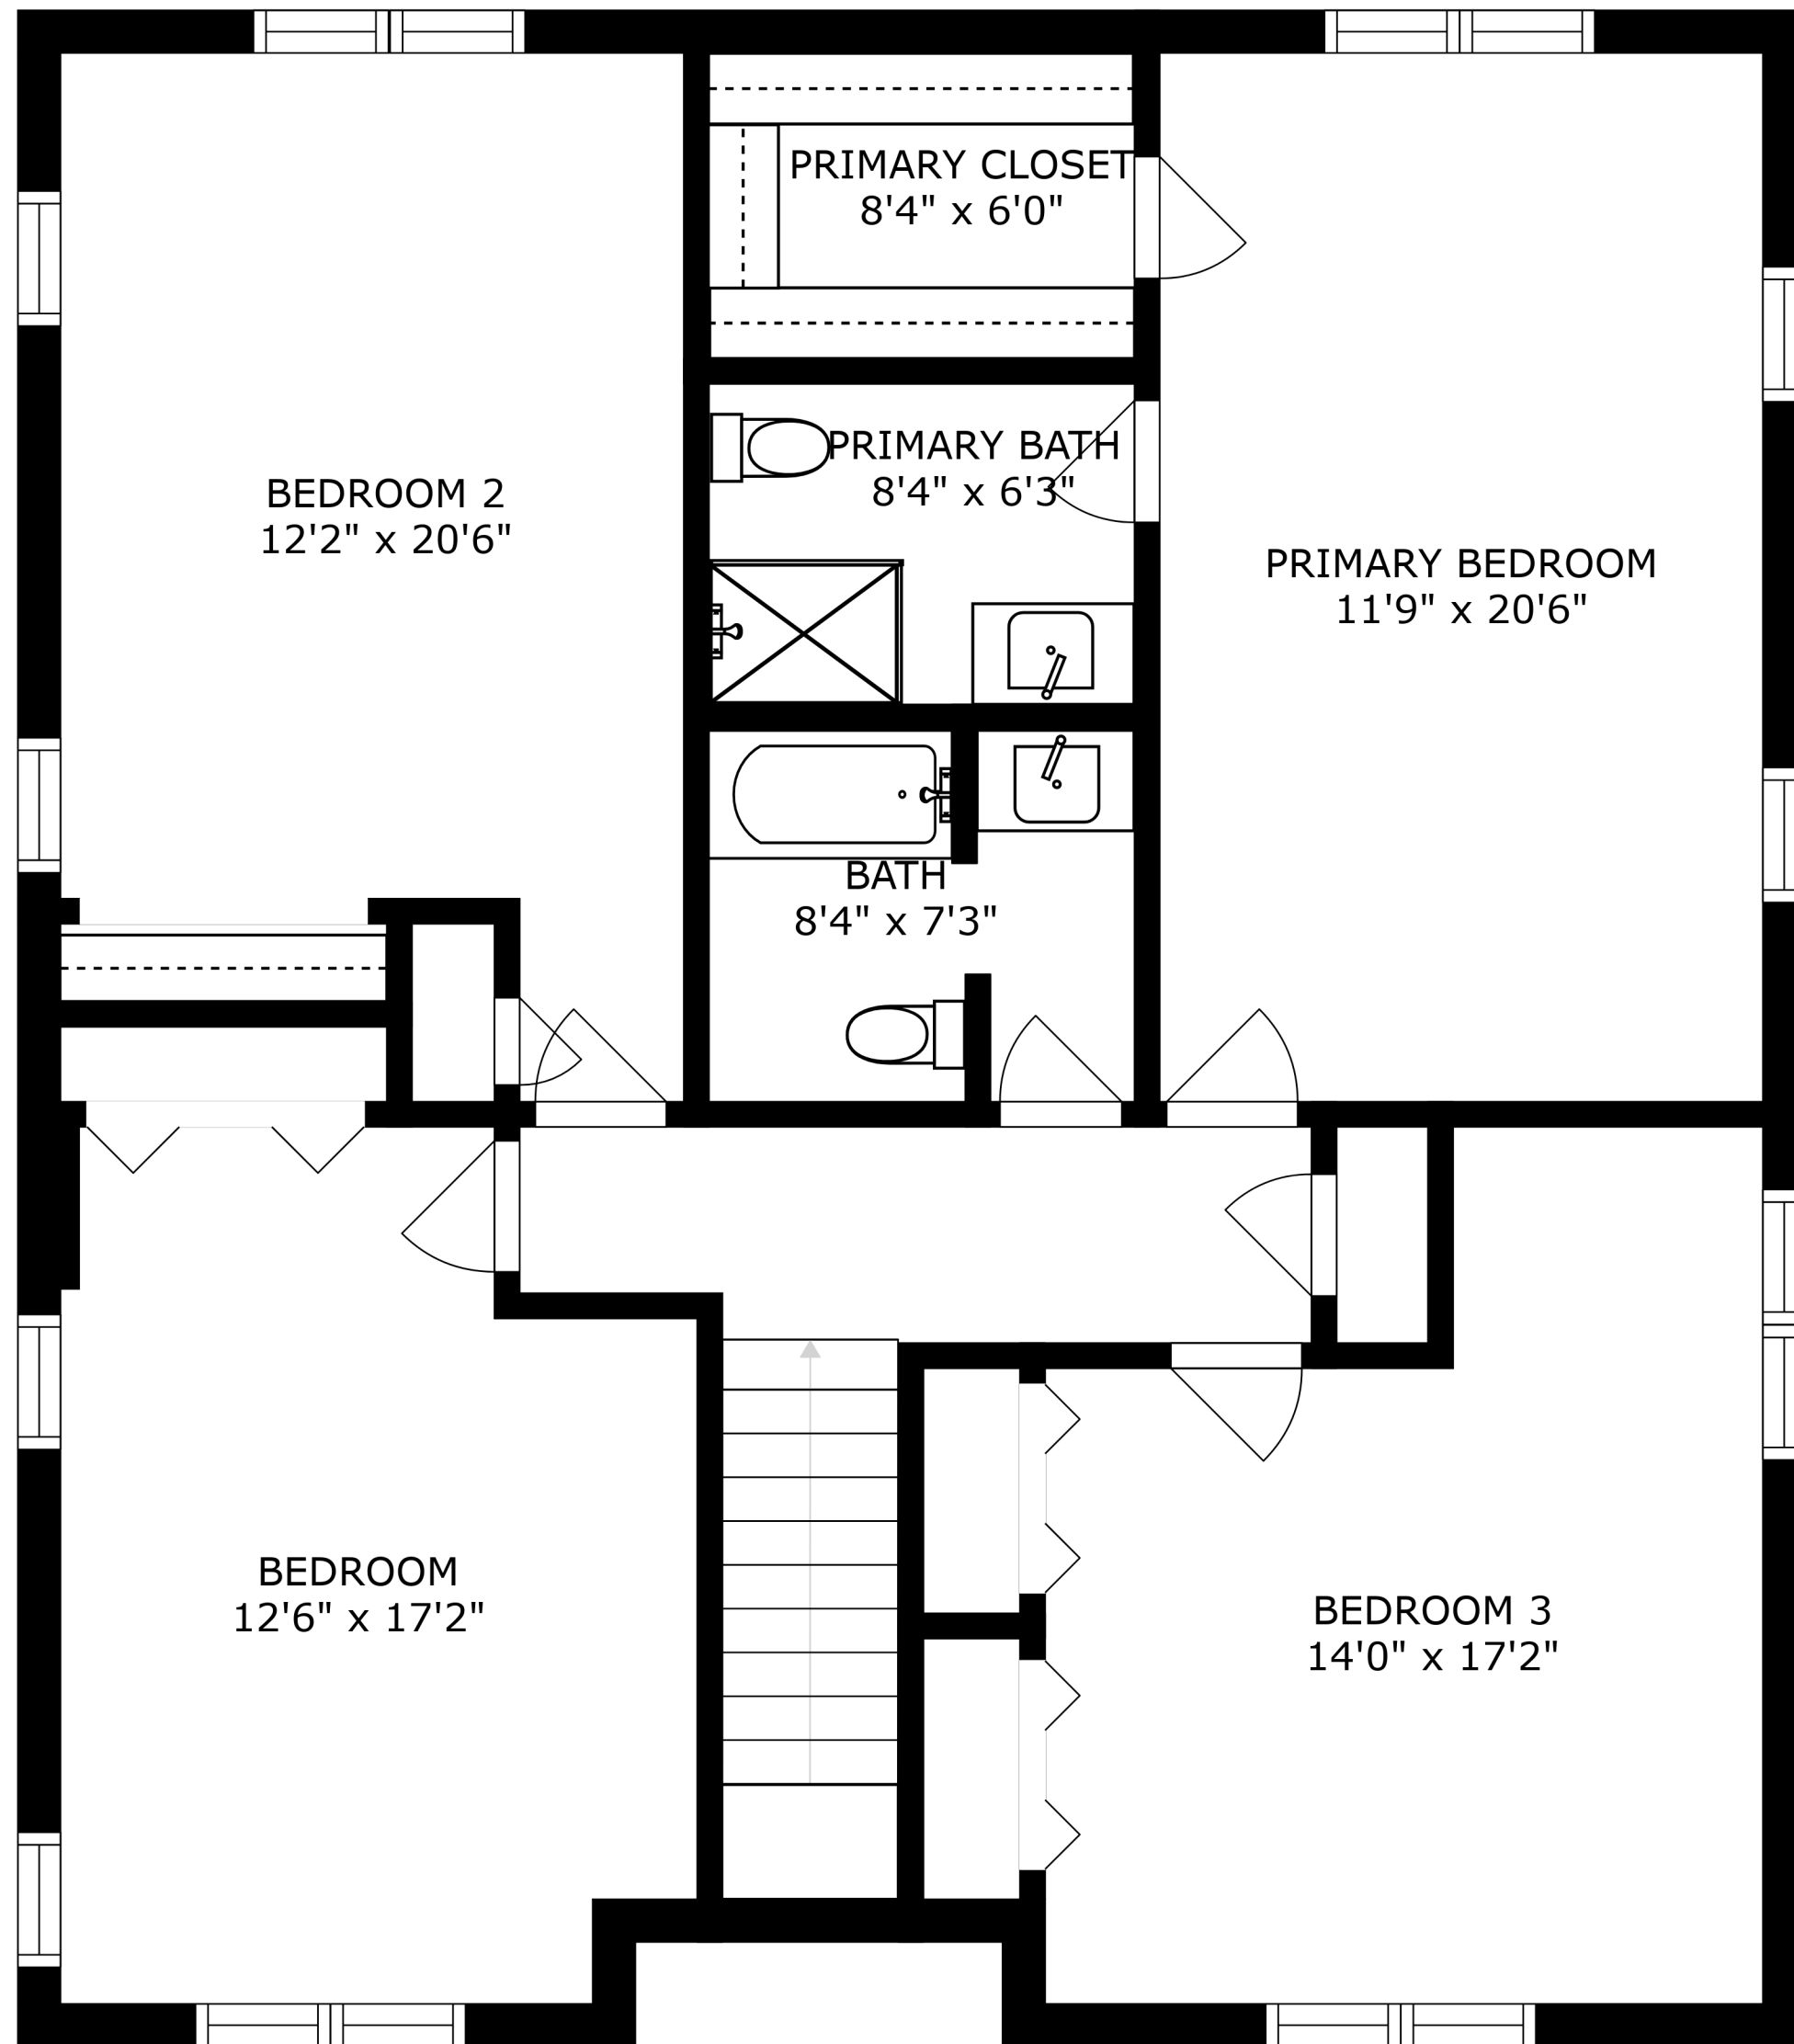 PRIMARY CLOSET
8'4" x 6'0"
PRIMARY BATH
8'4" x 6'3"
BEDROOM 2
12'2" x 20'6"
PRIMARY BEDROOM
11'9" x 20'6"
BATH
8'4" x 7'3"
BEDROOM
12'6" x 17'2"
BEDROOM 3
14'0" x 17'2"